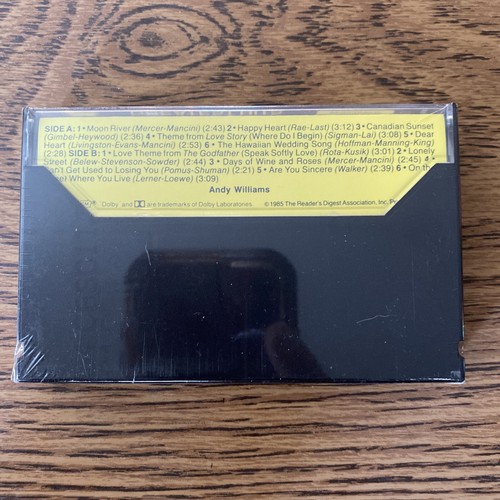 SIDE A: 1 • Moon River (Mercer-Mancini) (2:43) 2 • Happy Heart (Rae-Last) (3:12) 3 • Canadian Sunset
(Gimbel-Heywood) (2:36) 4 • Theme from Love Story (Where Do I Begin) (Sigman-Lai) (3:08) 5 • Dear
Heart (Livingston-Evans-Mancini) (2:53) 6 • The Hawaiian Wedding Song (Hoffman-Manning-King)
(2:28) SIDE B: 1 • Love Theme from The Godfather (Speak Softly Love) (Rota-Kusik) (3:01) 2 • Lonely
Street (Belew-Stevenson-Sowder) (2:44) 3 • Days of Wine and Roses (Mercer-Mancini) (2:45) 4 •
an't Get Used to Losing You (Pomus-Shuman) (2:21) 5 • Are You Sincere (Walker) (2:39) 6 • On th
Where You Live (Lerner-Loewe) (3:09)
Andy Williams
Dolby and are trademarks of Dolby Laboratories. © 1985 The Reader's Digest Association, Inc.